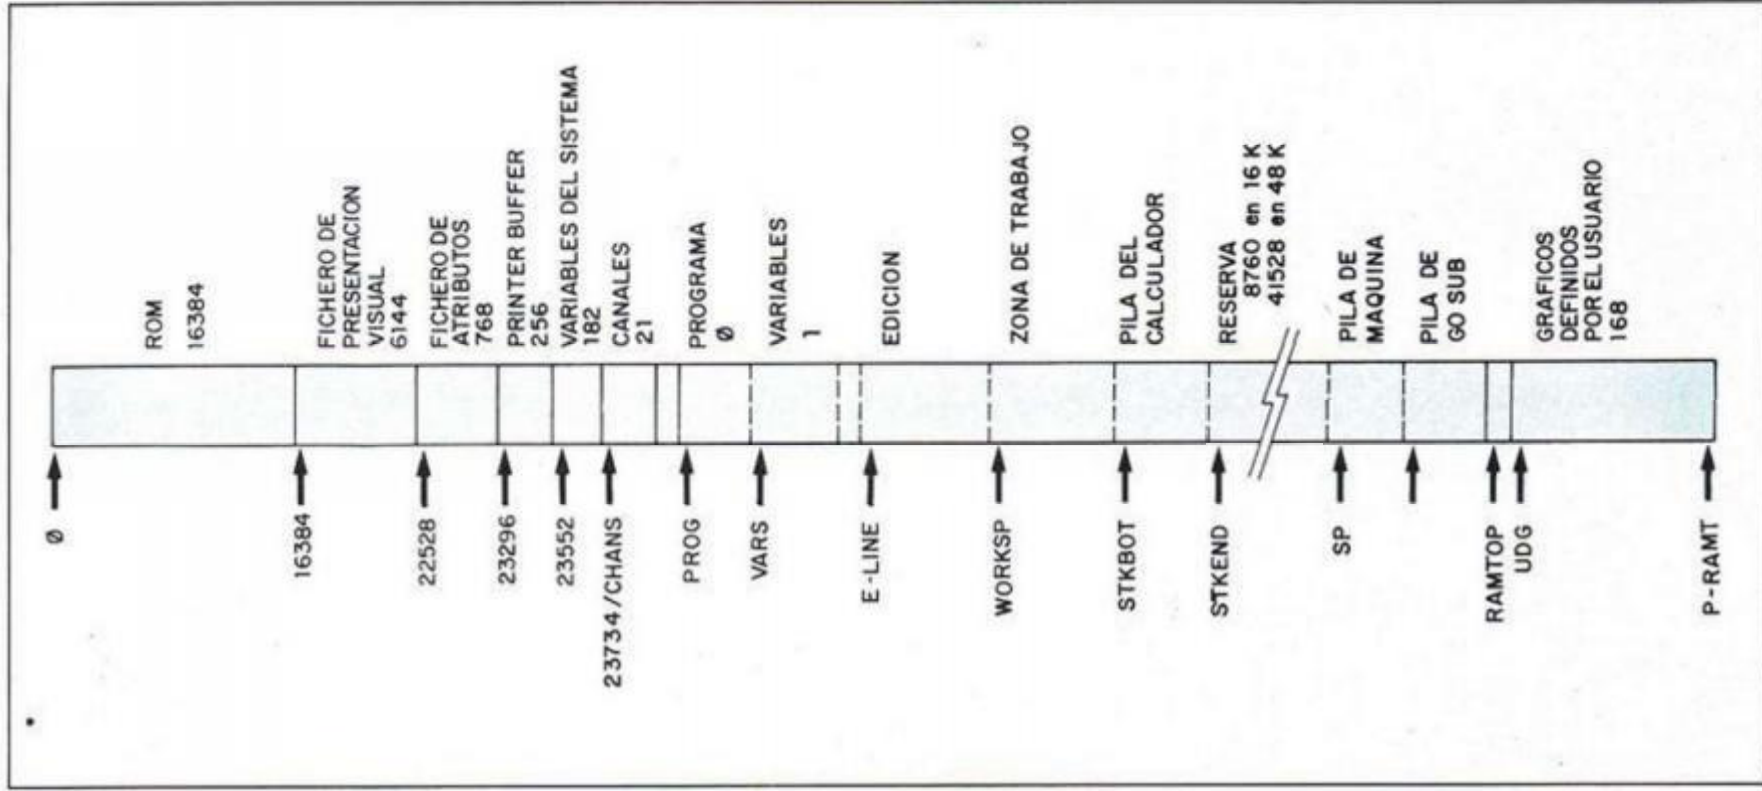 ROM
16384
FICHERO DE
PRESENTACION
VISUAL
6144
FICHERO DE
ATRIBUTOS
768
PRINTER BUFFER
256
VARIABLES DEL SISTEMA
182
CANALES
21
PROGRAMA
Ø
VARIABLES
1
EDICION
ZONA DE TRABAJO
PILA DEL
CALCULADOR
RESERVA
8760 en 16 K
41528 en 48 K
PILA DE
MAQUINA
PILA DE
GO SUB
GRAFICOS
DEFINIDOS
POR EL USUARIO
168
Ø
16384
22528
23296
23552
23734/CHANS
PROG
VARS
E-LINE
WORKSP
STKBOT
STKEND
SP
RAMTOP
UDG
P-RAMT